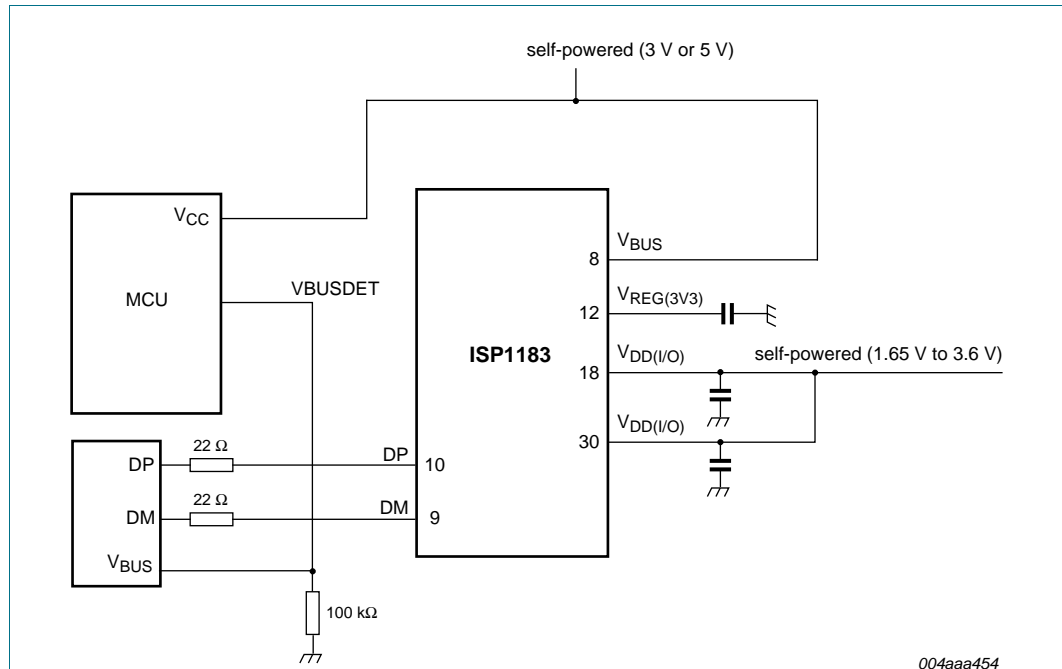 self-powered (3 V or 5 V)
VCC
MCU
VBUSDET
ISP1183
8
VBUS
12
VREG(3V3)
18
VDD(I/O)
self-powered (1.65 V to 3.6 V)
30
VDD(I/O)
DP
22 Ω
DP
10
DM
22 Ω
DM
9
VBUS
100 kΩ
004aaa454